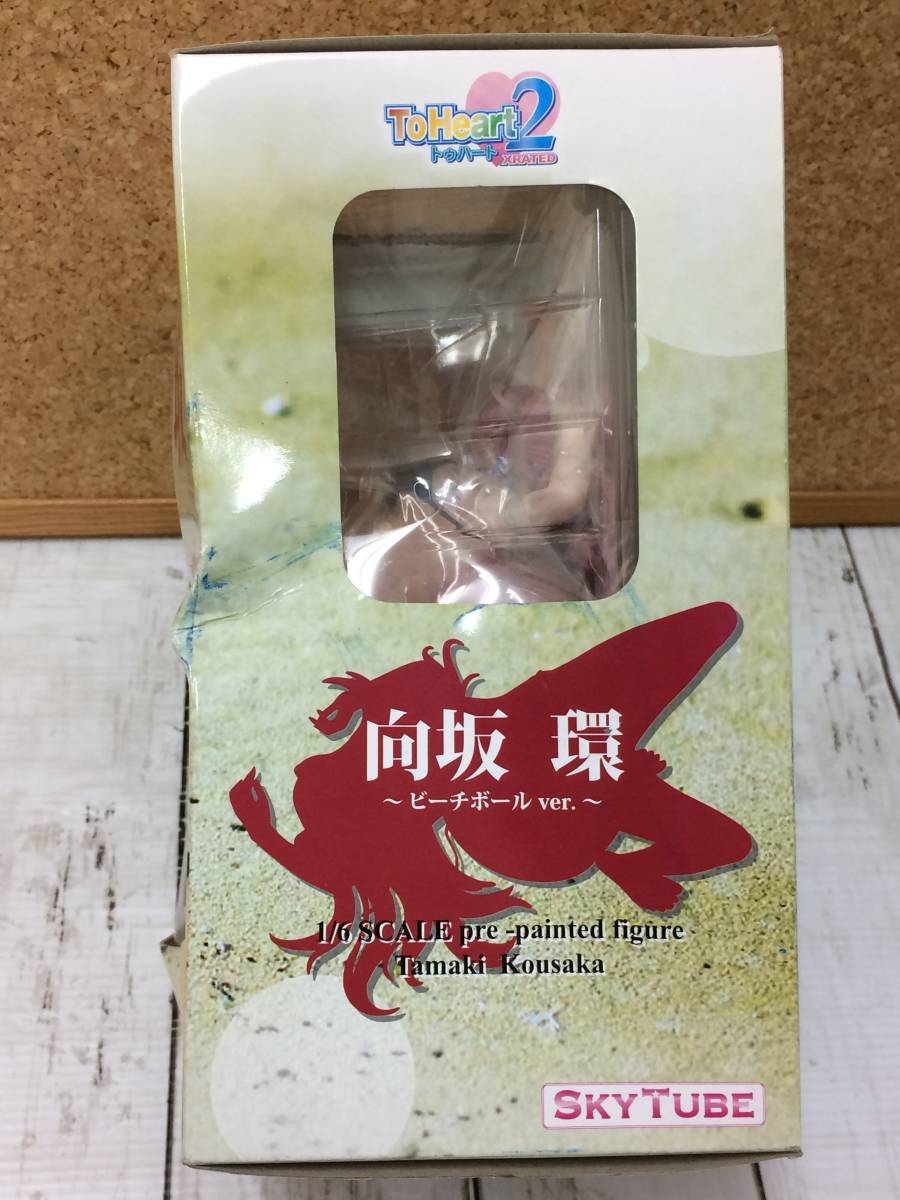 ToHeart2
トゥハート XRATED
向坂 環
～ビーチボール ver.～
1/6 SCALE pre -painted figure
Tamaki Kousaka
SKYTUBE